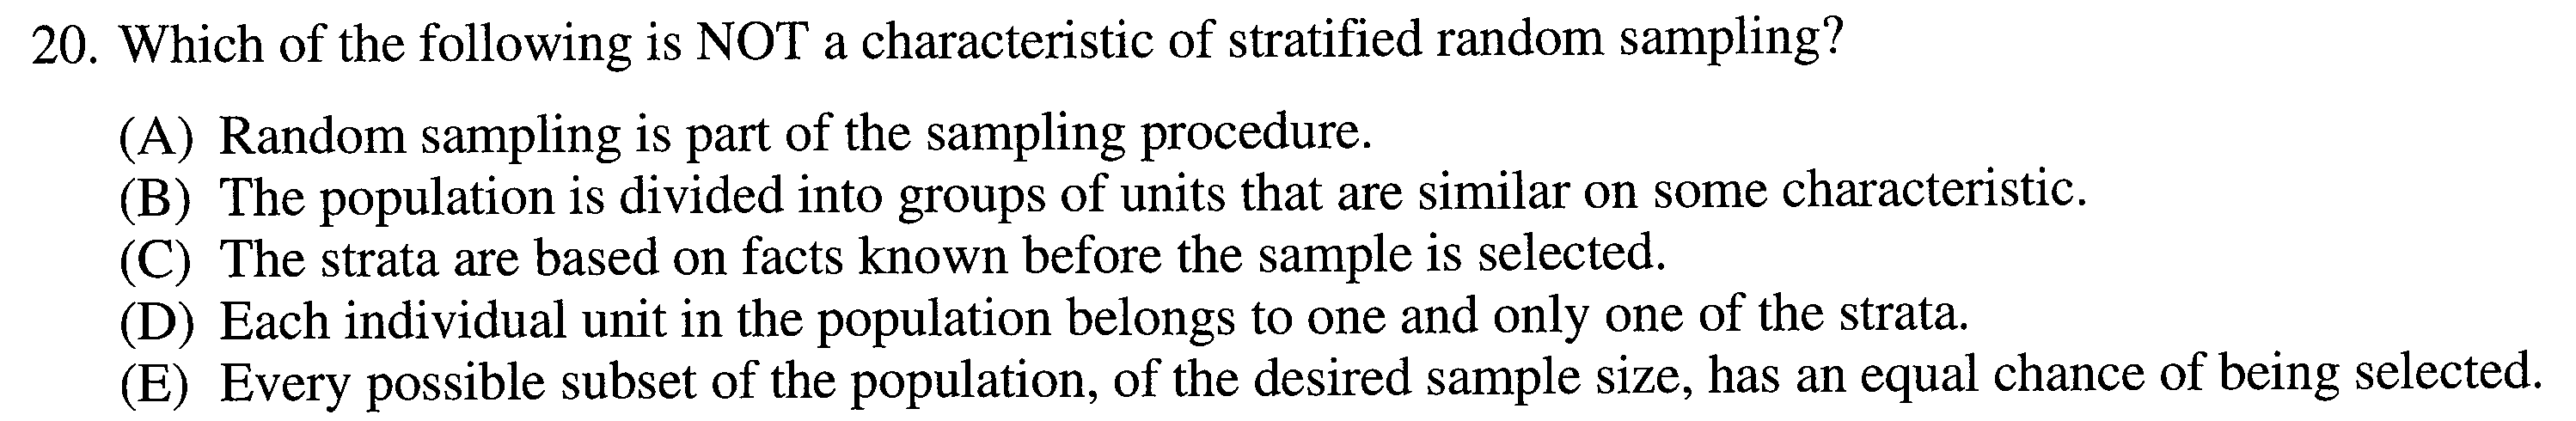 20. Which of the following is NOT a characteristic of stratified random sampling?
(A) Random sampling is part of the sampling procedure.
(B) The population is divided into groups of units that are similar on some characteristic.
(C) The strata are based on facts known before the sample is selected.
(D) Each individual unit in the population belongs to one and only one of the strata.
(E) Every possible subset of the population, of the desired sample size, has an equal chance of being selected.